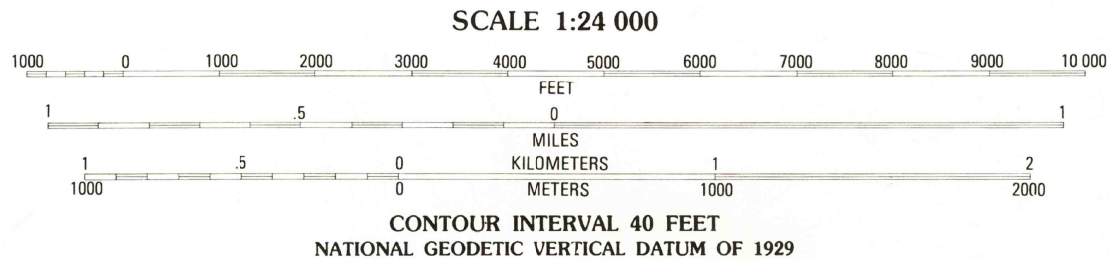 SCALE 1:24 000
1000 0 1000 2000 3000 4000 5000 6000 7000 8000 9000 10 000
FEET
1 .5 0 1
MILES
1 .5 0 KILOMETERS 1 2
1000 0 METERS 1000 2000
CONTOUR INTERVAL 40 FEET
NATIONAL GEODETIC VERTICAL DATUM OF 1929